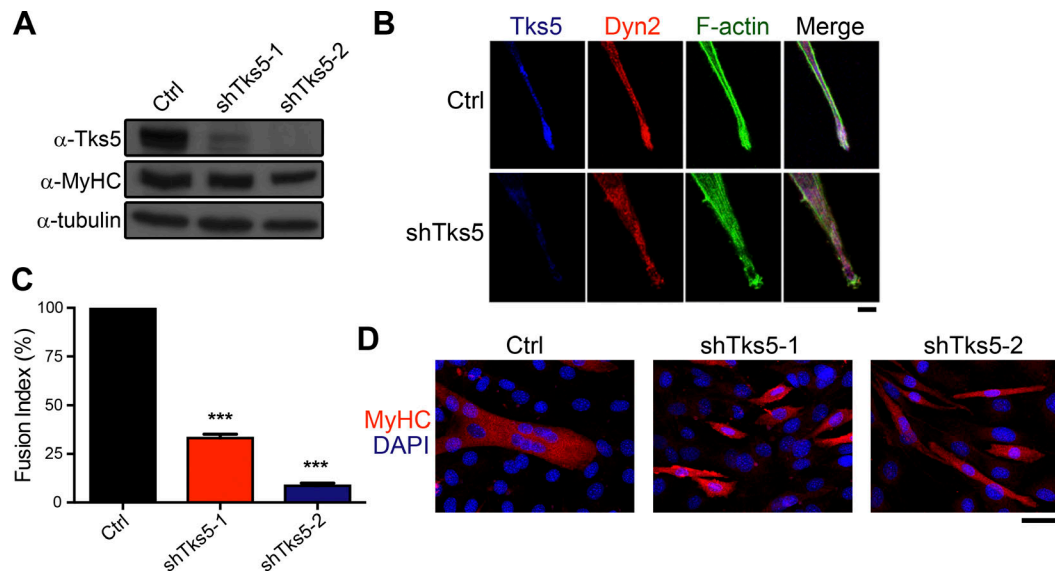 A
Ctrl
shTks5-1
shTks5-2
α-Tks5
α-MyHC
α-tubulin
B
Tks5 Dyn2 F-actin Merge
Ctrl
shTks5
C
Fusion Index (%)
100
75
50
25
0
***
***
Ctrl
shTks5-1
shTks5-2
D
Ctrl shTks5-1 shTks5-2
MyHC
DAPI